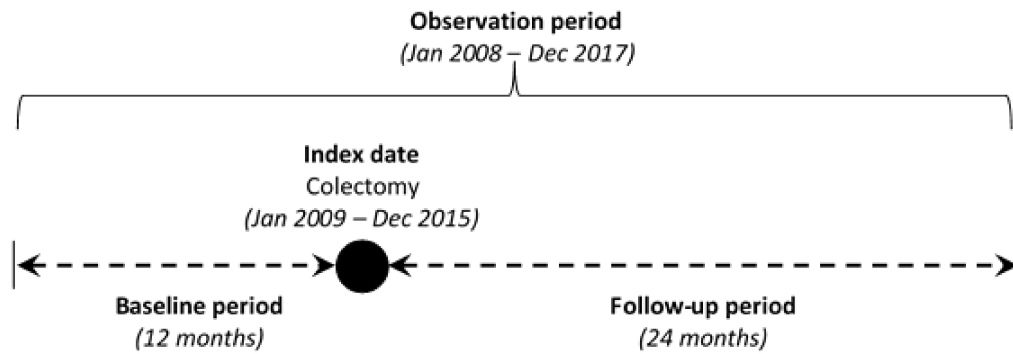 Observation period
(Jan 2008 – Dec 2017)
Index date
Colectomy
(Jan 2009 – Dec 2015)
Baseline period
(12 months)
Follow-up period
(24 months)